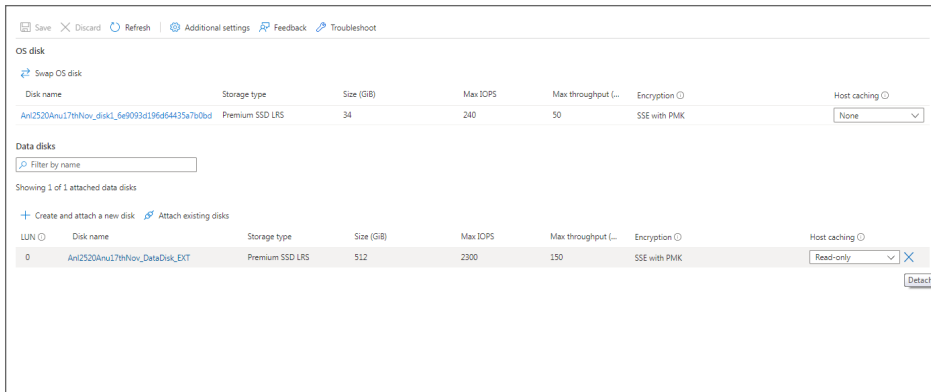 Save Discard Refresh Additional settings Feedback Troubleshoot
OS disk
Swap OS disk
Disk name Storage type Size (GiB) Max IOPS Max throughput (... Encryption Host caching
Anl2520Anu17thNov_disk1_6e9093d196d64435a7b0bd Premium SSD LRS 34 240 50 SSE with PMK None
Data disks
Filter by name
Showing 1 of 1 attached data disks
Create and attach a new disk Attach existing disks
LUN Disk name Storage type Size (GiB) Max IOPS Max throughput (... Encryption Host caching
0 Anl2520Anu17thNov_DataDisk_EXT Premium SSD LRS 512 2300 150 SSE with PMK Read-only
Detach